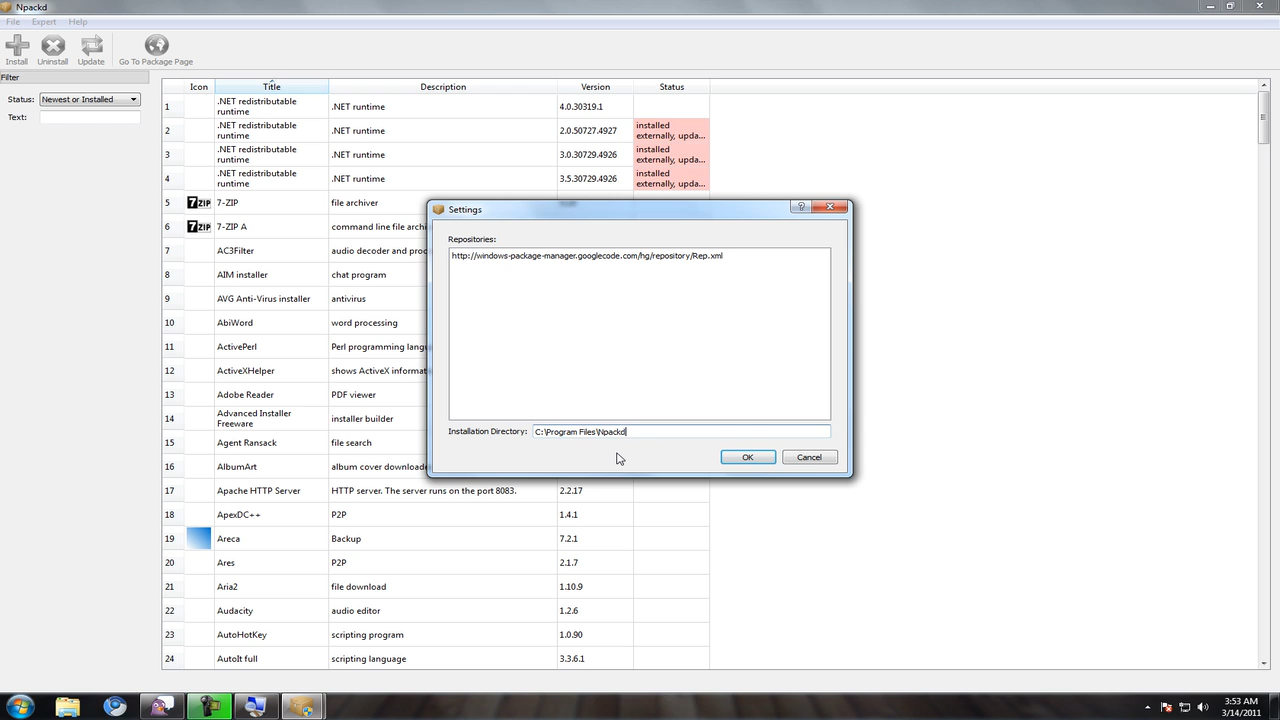 Npackd
File Expert Help
Install Uninstall Update Go To Package Page
Filter
Status: Newest or Installed
Text:
Icon Title Description Version Status
1 .NET redistributable runtime .NET runtime 4.0.30319.1
2 .NET redistributable runtime .NET runtime 2.0.50727.4927 installed externally, upda...
3 .NET redistributable runtime .NET runtime 3.0.30729.4926 installed externally, upda...
4 .NET redistributable runtime .NET runtime 3.5.30729.4926 installed externally, upda...
5 7ZIP 7-ZIP file archiver
6 7ZIP 7-ZIP A command line file archi
7 AC3Filter audio decoder and proc
8 AIM installer chat program
9 AVG Anti-Virus installer antivirus
10 AbiWord word processing
11 ActivePerl Perl programming langu
12 ActiveXHelper shows ActiveX informat
13 Adobe Reader PDF viewer
14 Advanced Installer Freeware installer builder
15 Agent Ransack file search
16 AlbumArt album cover downloade
17 Apache HTTP Server HTTP server. The server runs on the port 8083. 2.2.17
18 ApexDC++ P2P 1.4.1
19 Areca Backup 7.2.1
20 Ares P2P 2.1.7
21 Aria2 file download 1.10.9
22 Audacity audio editor 1.2.6
23 AutoHotKey scripting program 1.0.90
24 AutoIt full scripting language 3.3.6.1
Settings
Repositories:
http://windows-package-manager.googlecode.com/hg/repository/Rep.xml
Installation Directory: C:\Program Files\Npackd
OK Cancel
3:53 AM
3/14/2011